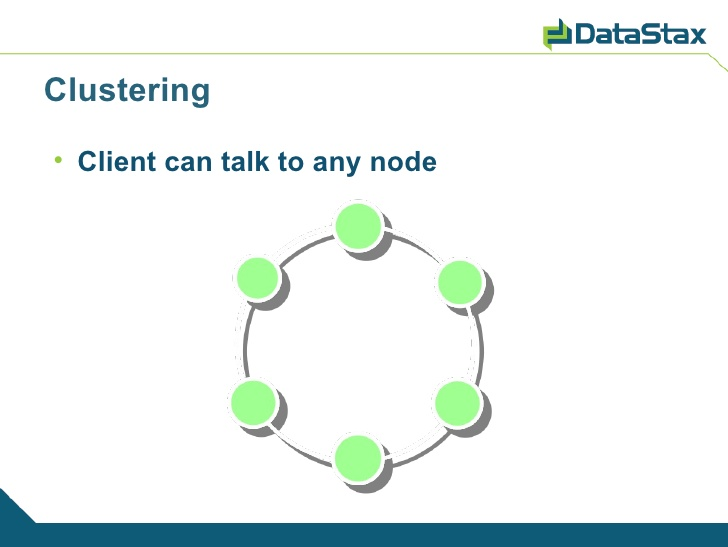 DataStax
Clustering
• Client can talk to any node